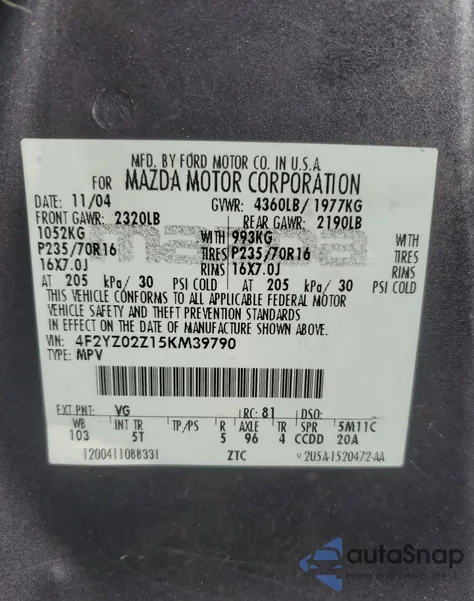 MFD. BY FORD MOTOR CO. IN U.S.A
FOR MAZDA MOTOR CORPORATION
DATE: 11/04 GVWR: 4360LB/ 1977KG
FRONT GAWR: 2320LB REAR GAWR: 2190LB
1052KG WITH 993KG WITH
P235/70R16 TIRES P235/70R16 TIRES
16X7.0J RIMS 16X7.0J RIMS
AT 205 kPa/ 30 PSI COLD AT 205 kPa/ 30 PSI COLD
THIS VEHICLE CONFORMS TO ALL APPLICABLE FEDERAL MOTOR
VEHICLE SAFETY AND THEFT PREVENTION STANDARDS
IN EFFECT ON THE DATE OF MANUFACTURE SHOWN ABOVE.
VIN: 4F2YZ02Z15KM39790
TYPE: MPV
EXT PNT: VG RC: 81 DSO:
WB INT TR TP/PS R AXLE TR SPR 5M11C
103 5T 5 96 4 CCDD 20A
1200411088331 ZTC 2U5A-1520472-AA
autoSnap